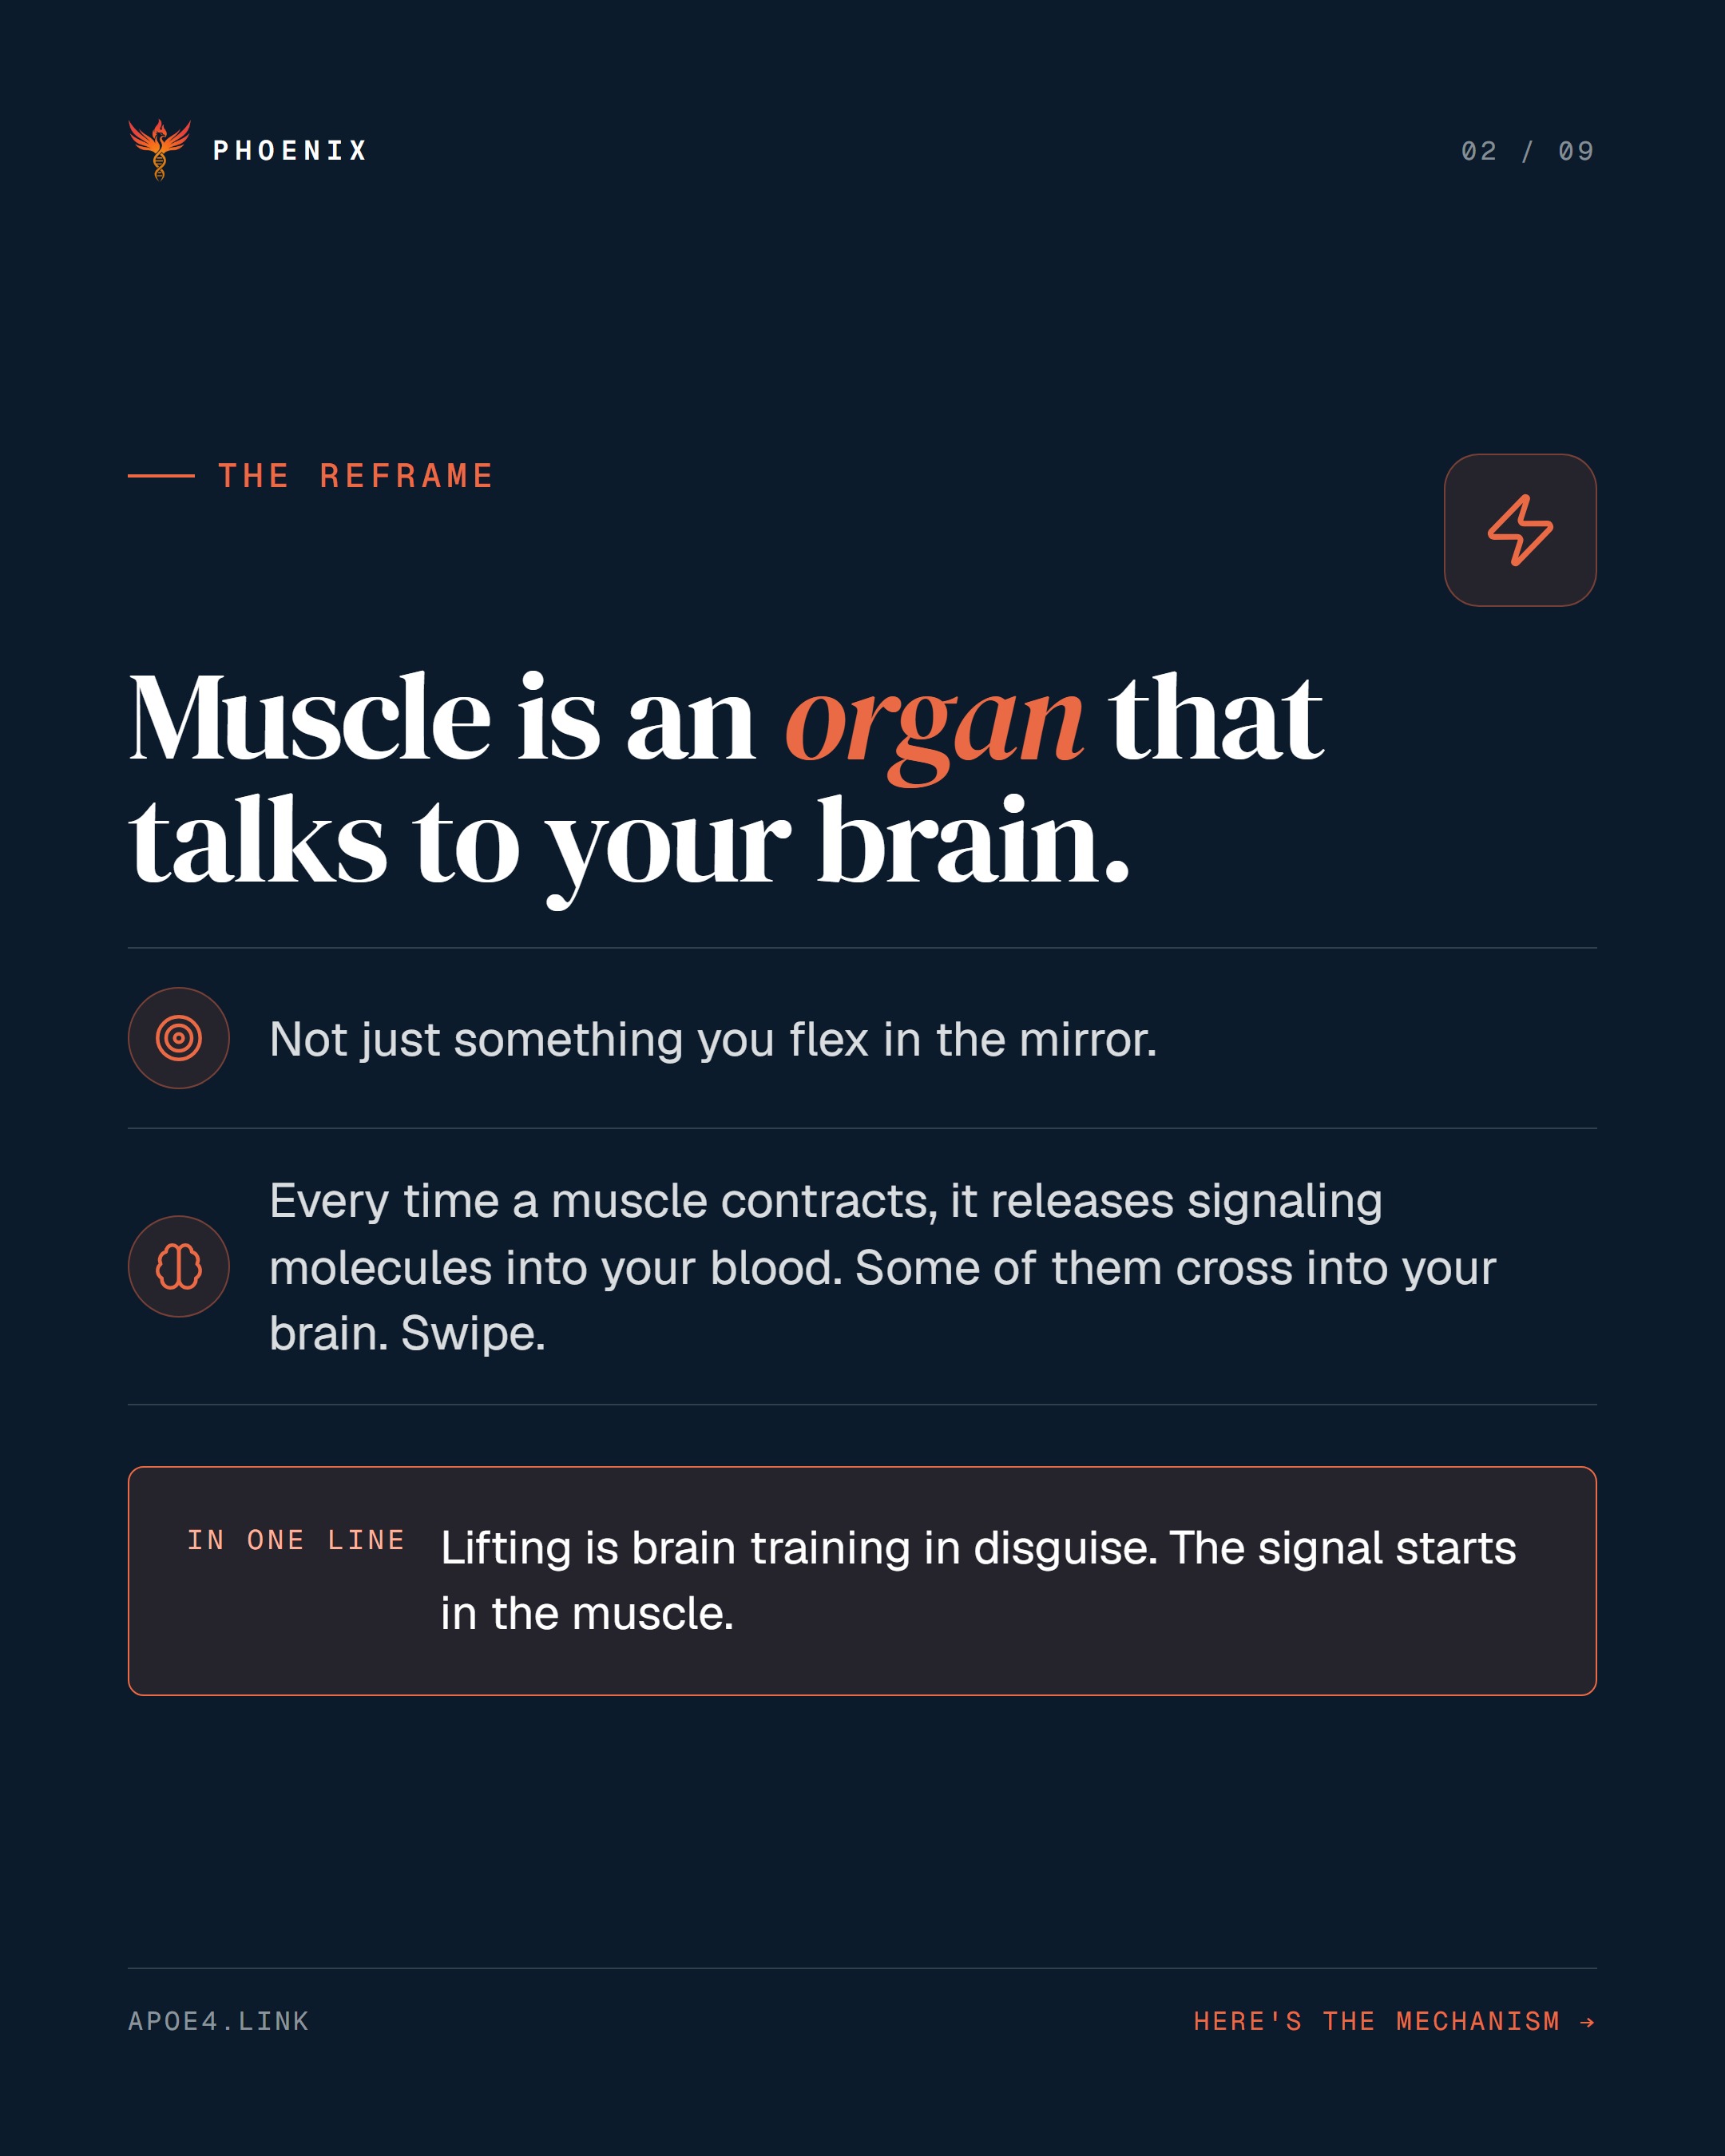 PHOENIX
02 / 09
THE REFRAME
Muscle is an organ that
talks to your brain.
Not just something you flex in the mirror.
Every time a muscle contracts, it releases signaling
molecules into your blood. Some of them cross into your
brain. Swipe.
IN ONE LINE
Lifting is brain training in disguise. The signal starts
in the muscle.
APOE4.LINK
HERE'S THE MECHANISM →